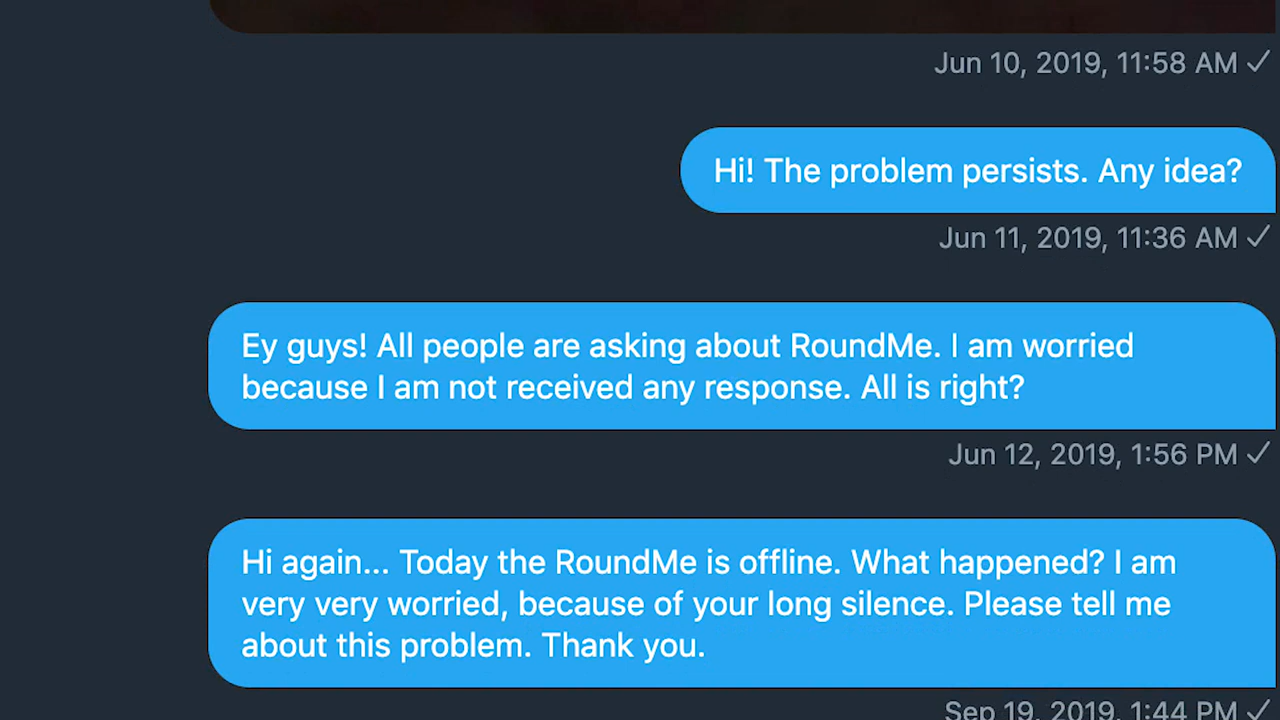 Jun 10, 2019, 11:58 AM ✓
Hi! The problem persists. Any idea?
Jun 11, 2019, 11:36 AM ✓
Ey guys! All people are asking about RoundMe. I am worried
because I am not received any response. All is right?
Jun 12, 2019, 1:56 PM ✓
Hi again... Today the RoundMe is offline. What happened? I am
very very worried, because of your long silence. Please tell me
about this problem. Thank you.
Sep 19, 2019, 1:44 PM ✓